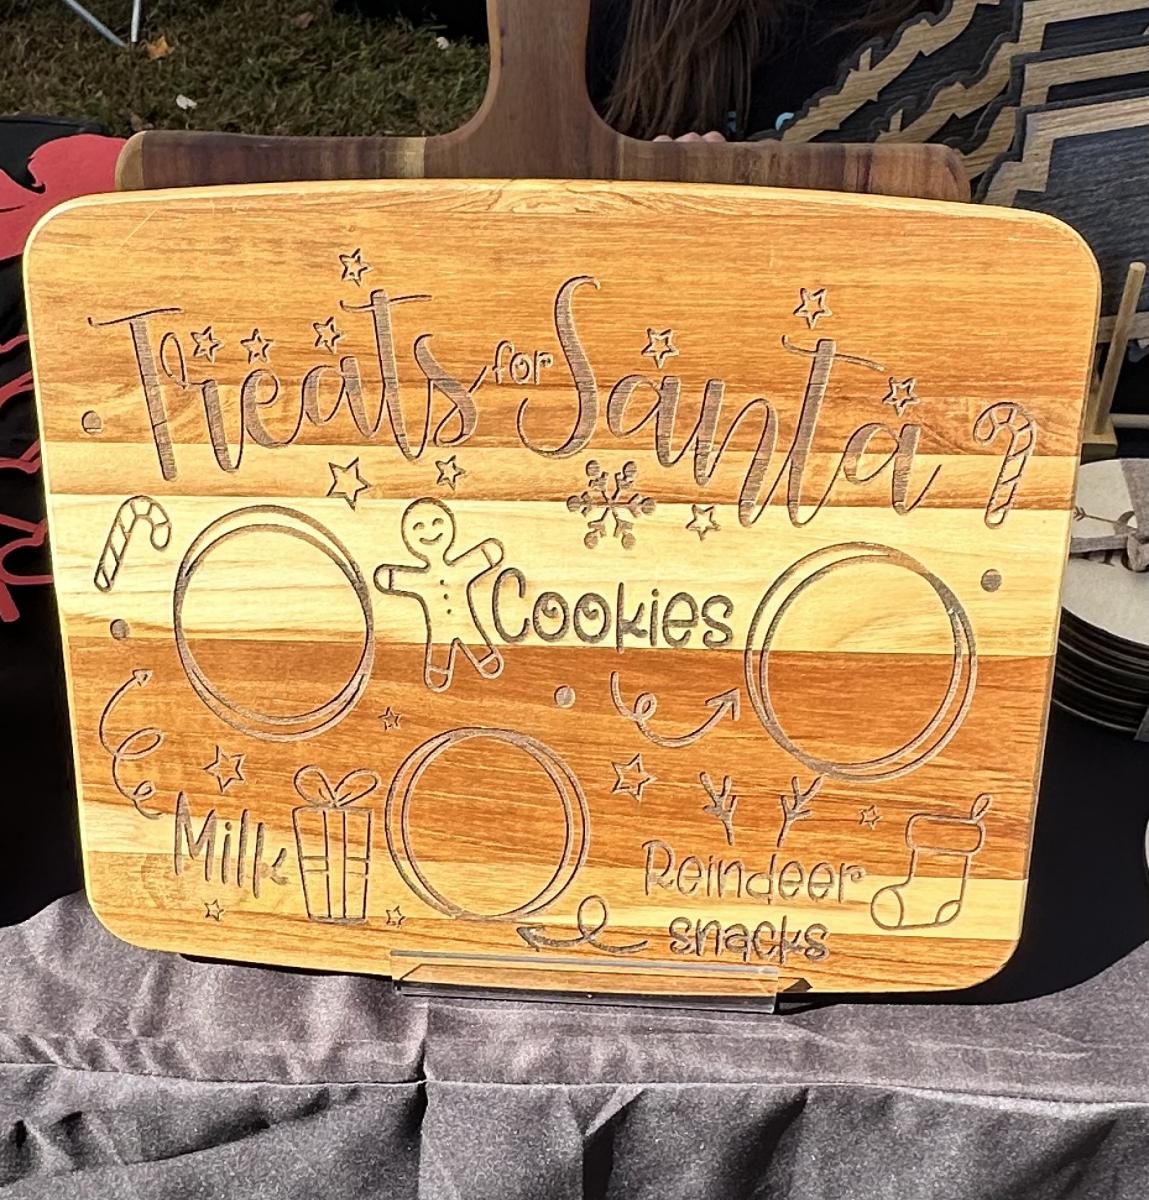 Treats for Santa
Cookies
Milk
Reindeer
snacks